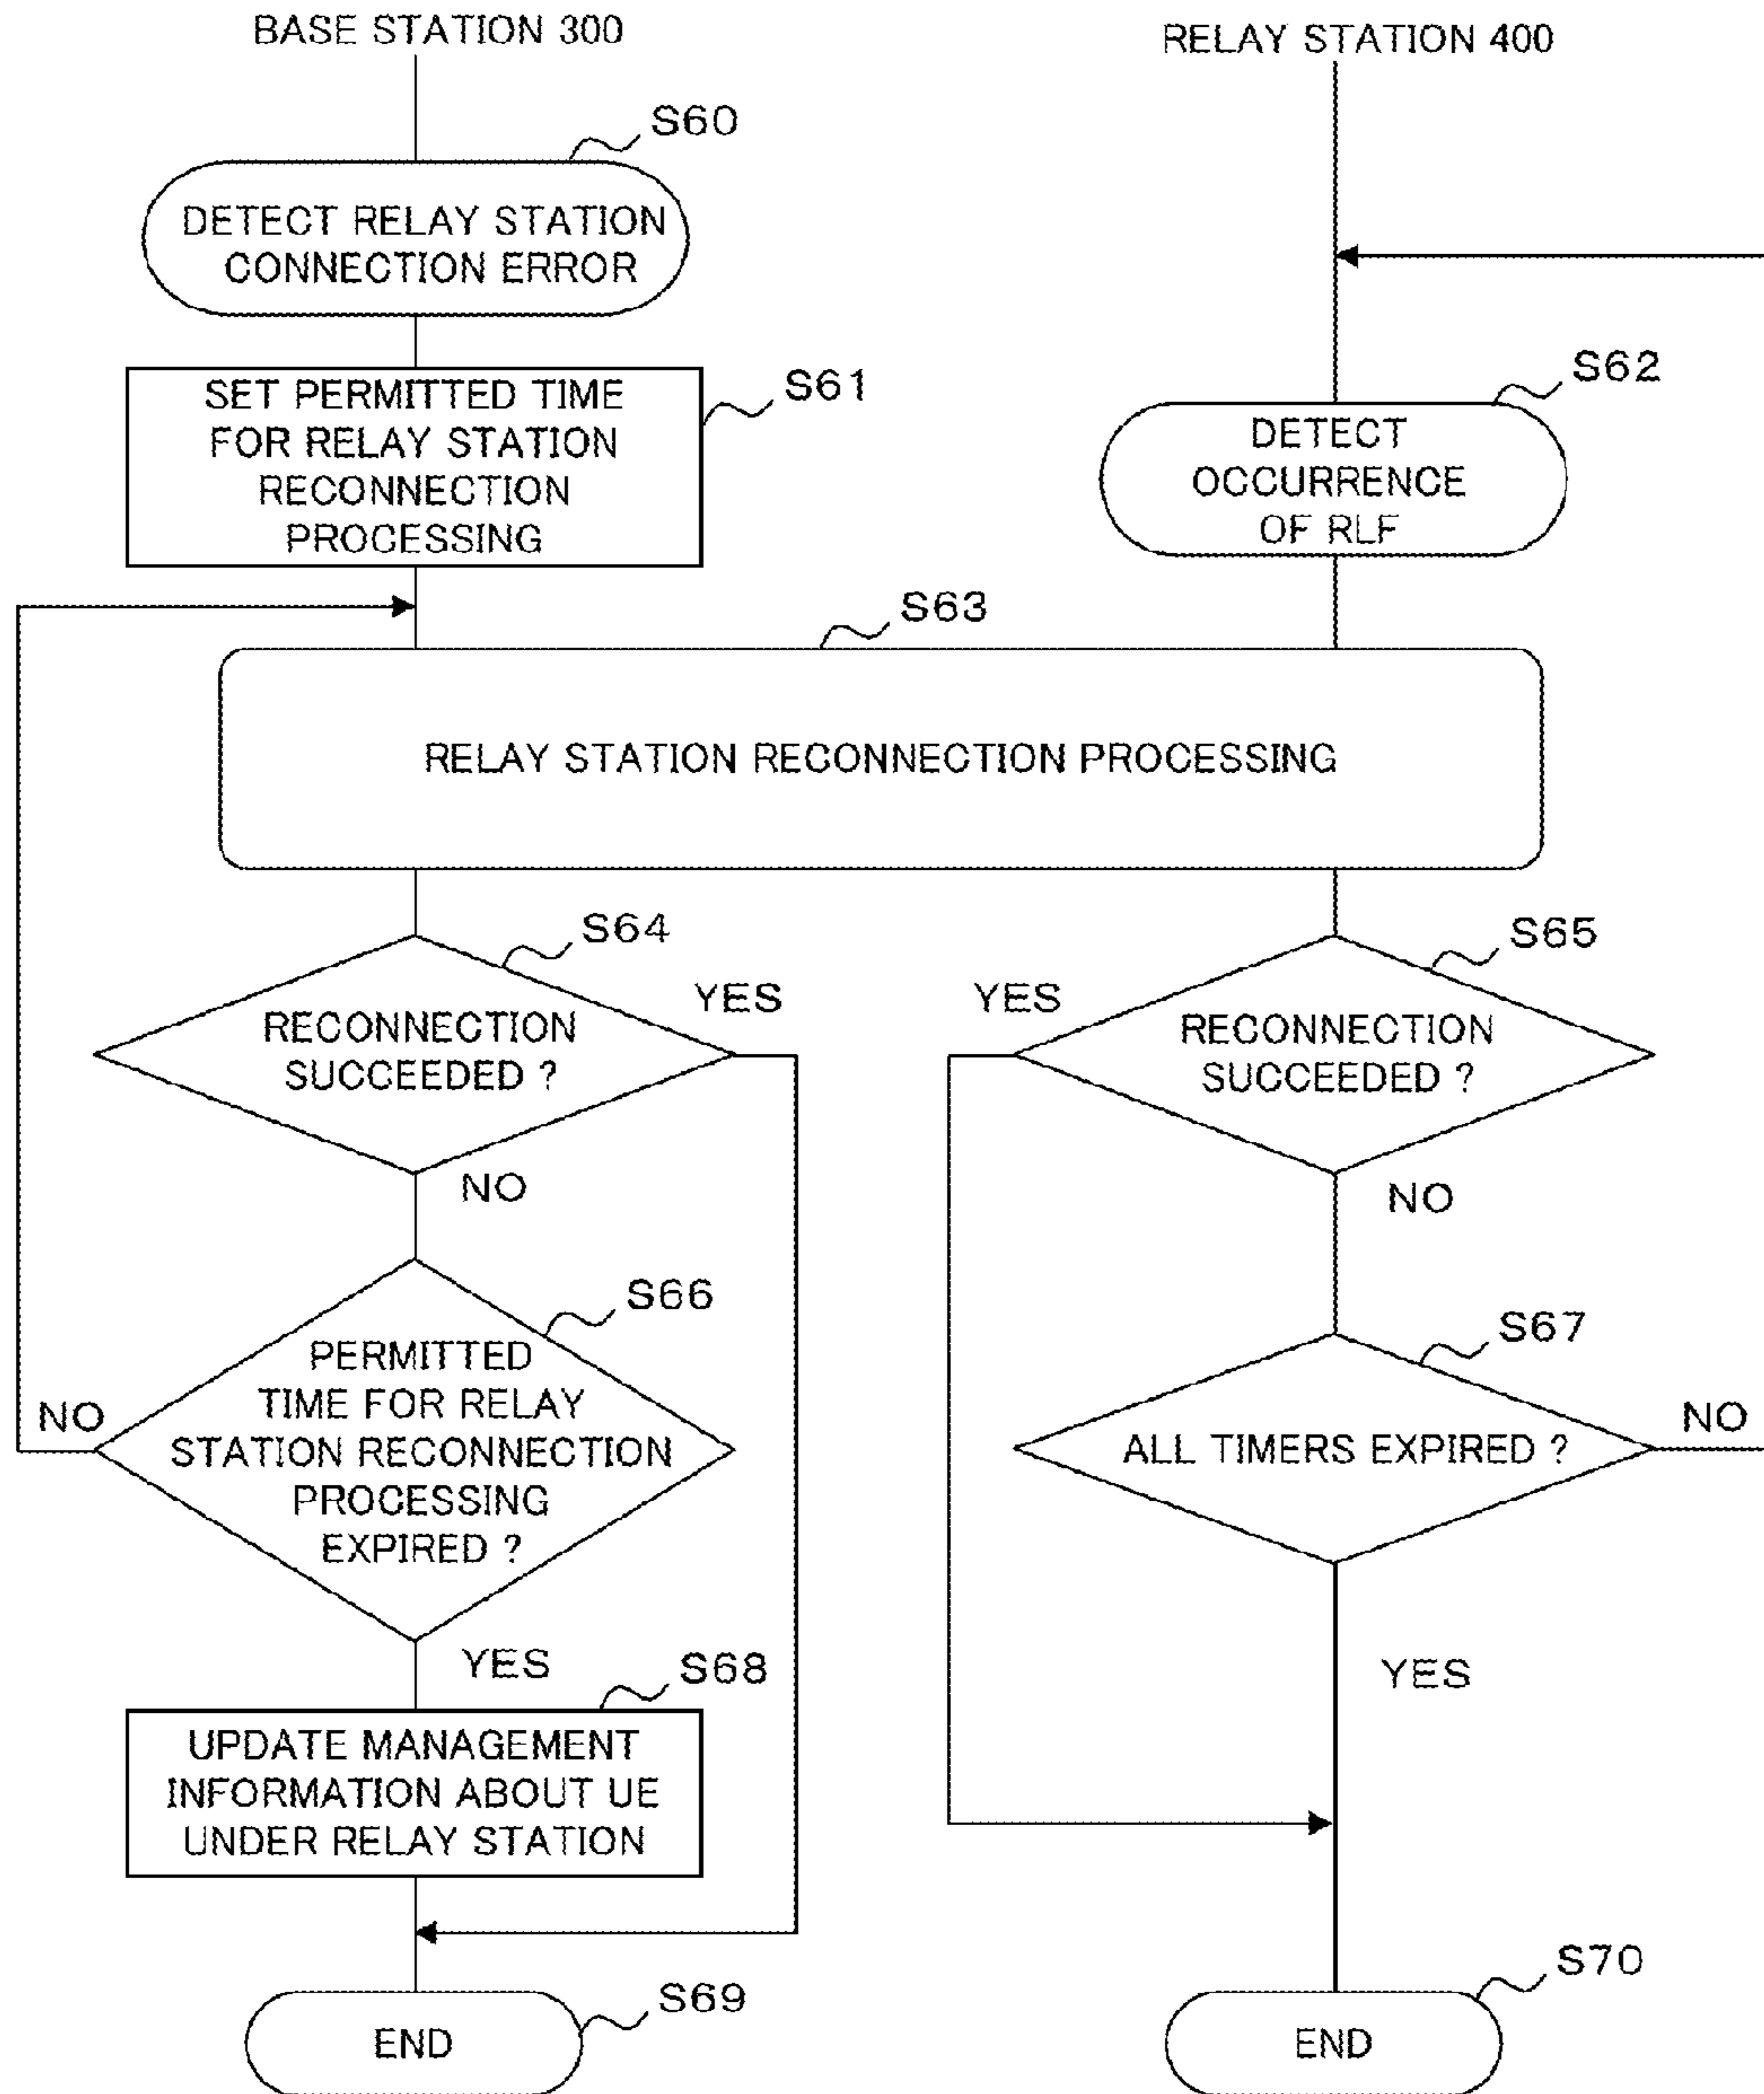 BASE STATION 300
RELAY STATION 400
S60
DETECT RELAY STATION
CONNECTION ERROR
S61
SET PERMITTED TIME
FOR RELAY STATION
RECONNECTION
PROCESSING
S62
DETECT
OCCURRENCE
OF RLF
S63
RELAY STATION RECONNECTION PROCESSING
S64
RECONNECTION
SUCCEEDED ?
YES
NO
S65
YES
RECONNECTION
SUCCEEDED ?
NO
S66
PERMITTED
TIME FOR RELAY
STATION RECONNECTION
PROCESSING
EXPIRED ?
NO
YES
S67
ALL TIMERS EXPIRED ?
NO
YES
S68
UPDATE MANAGEMENT
INFORMATION ABOUT UE
UNDER RELAY STATION
S69
END
S70
END